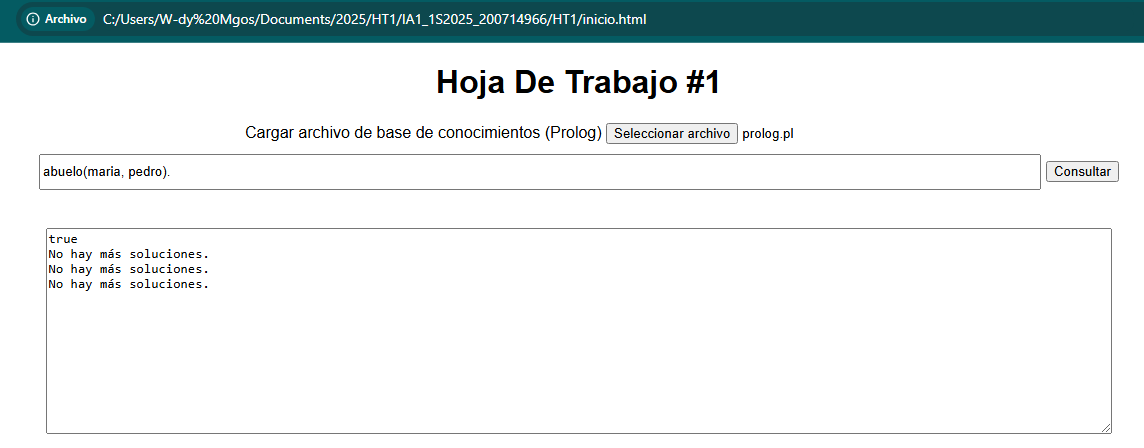 Archivo C:/Users/W-dy%20Mgos/Documents/2025/HT1/IA1_1S2025_200714966/HT1/inicio.html
Hoja De Trabajo #1
Cargar archivo de base de conocimientos (Prolog) Seleccionar archivo prolog.pl
abuelo(maria, pedro). Consultar
true
No hay más soluciones.
No hay más soluciones.
No hay más soluciones.